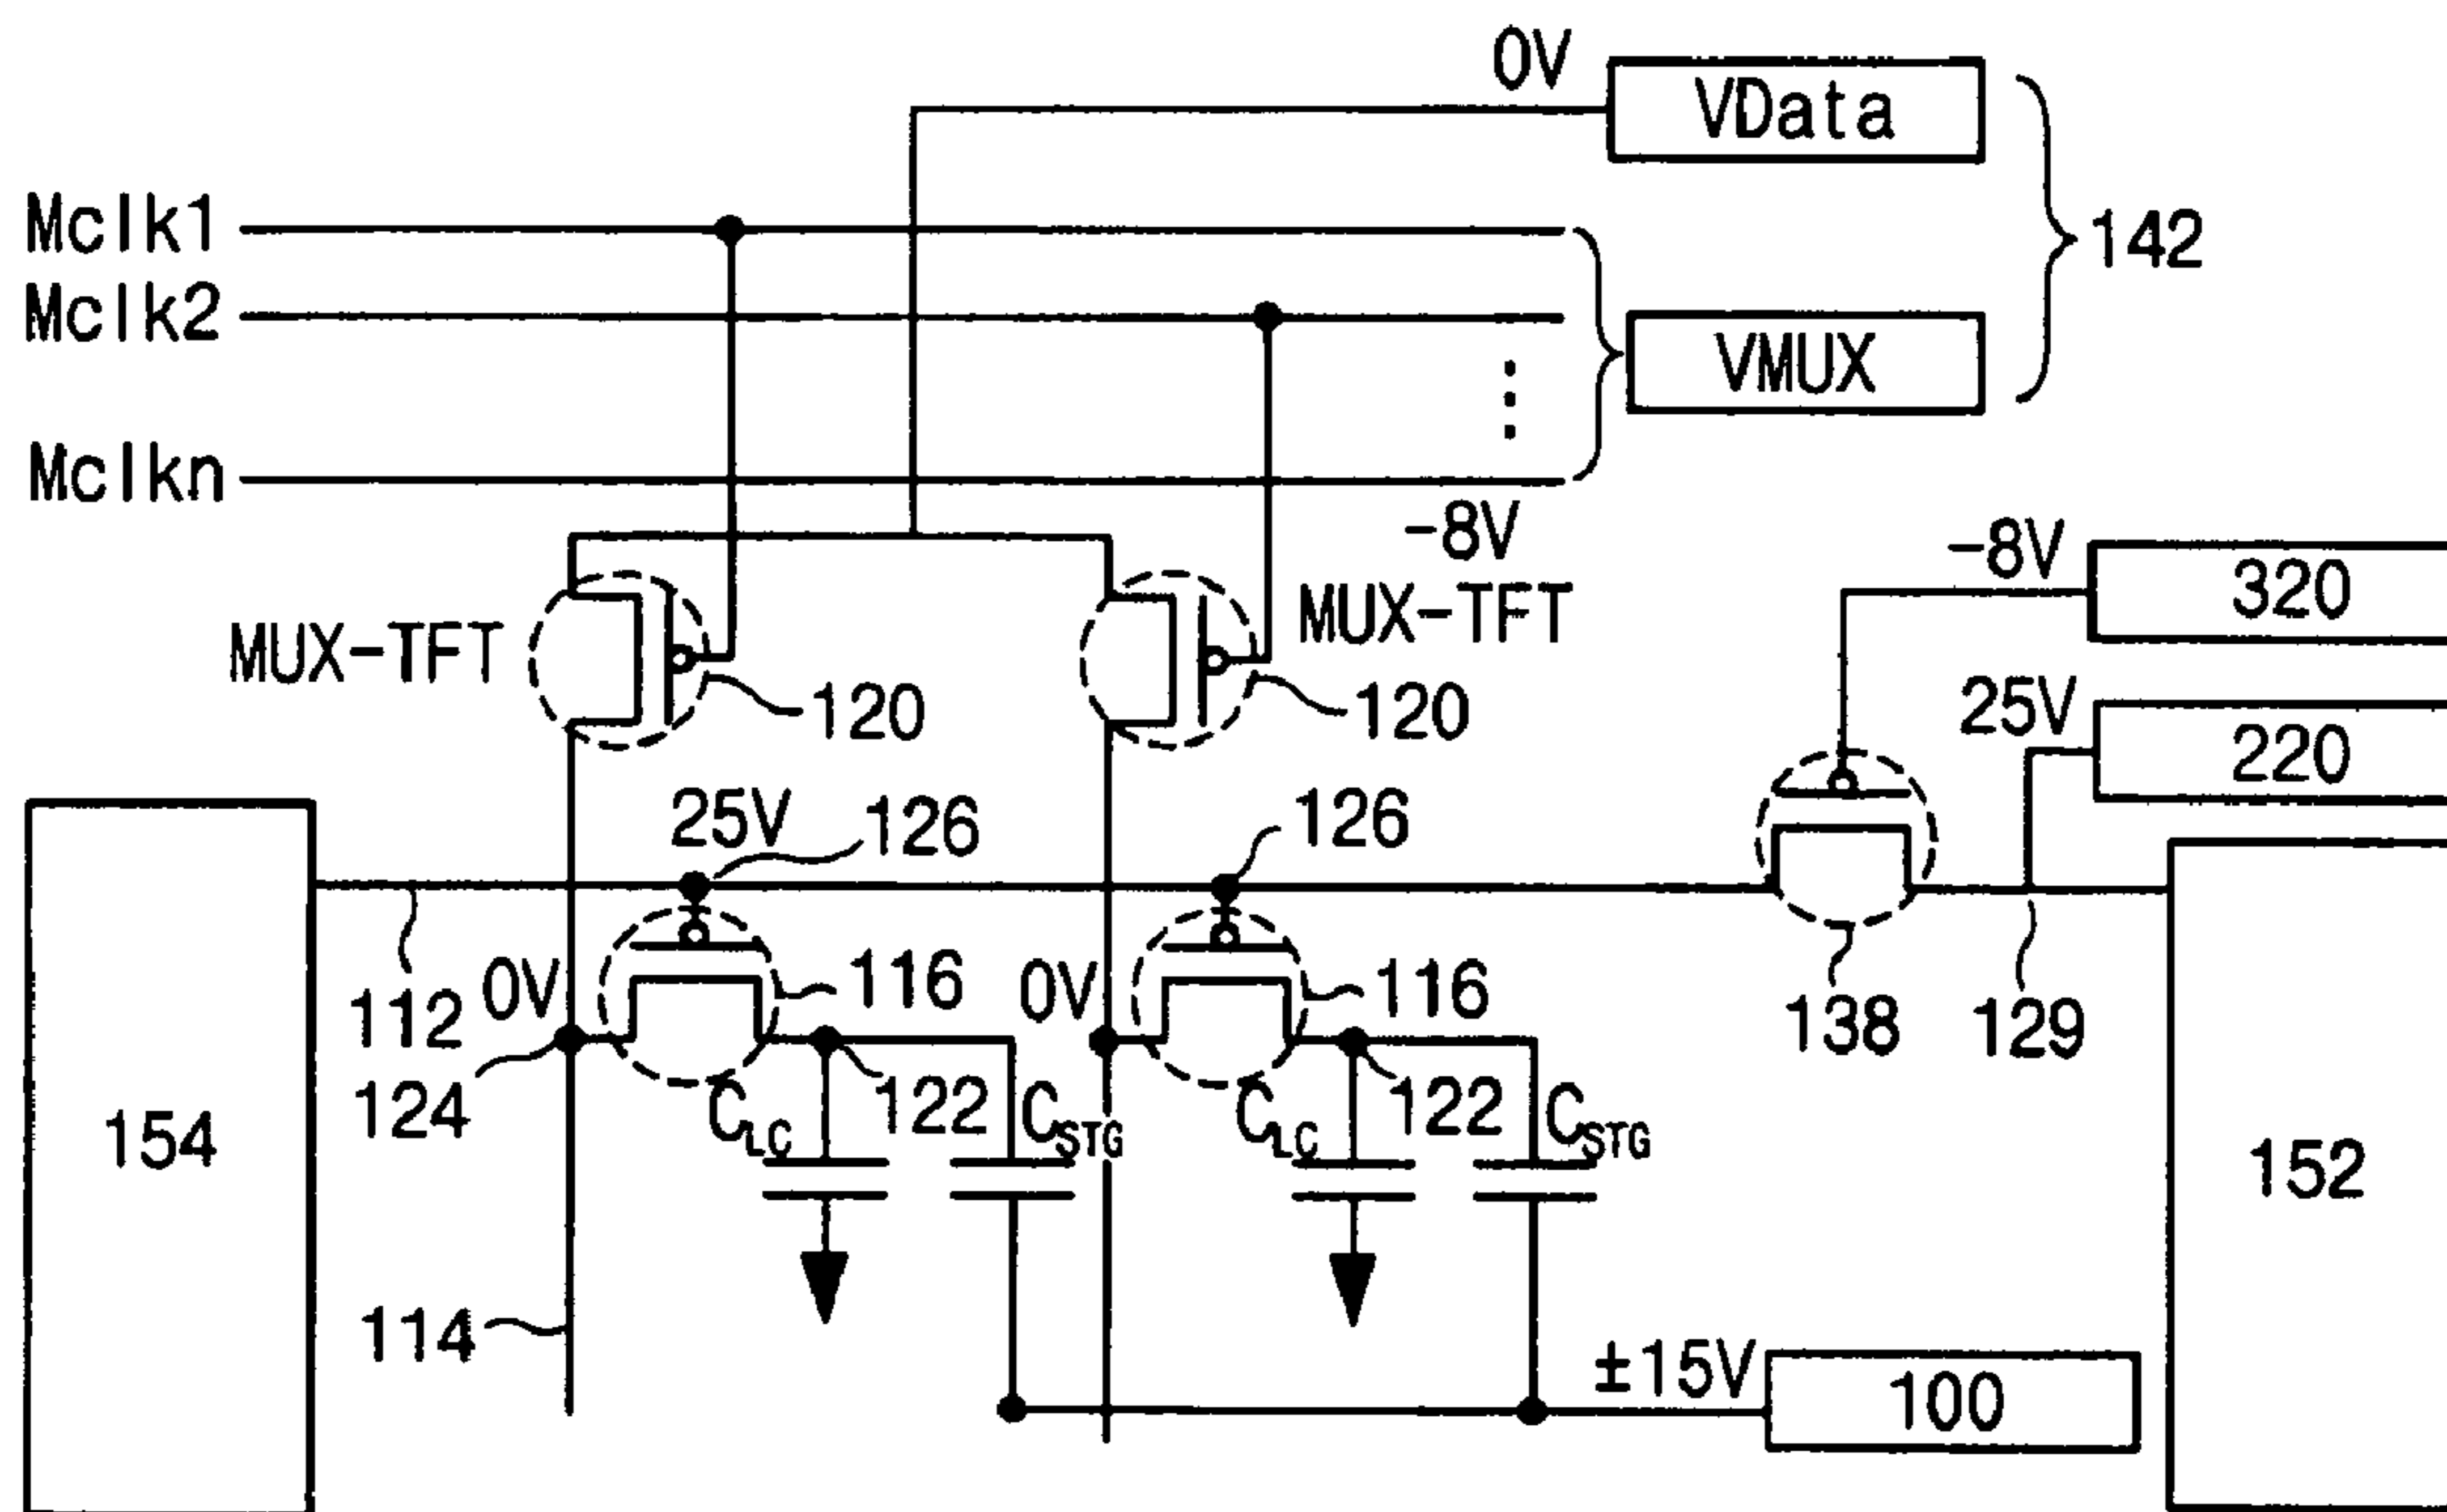 0V
VData
Mclk1
142
Mclk2
VMUX
Mclkn
-8V
-8V
320
MUX-TFT
MUX-TFT
120
120
25V
220
25V
126
126
0V
116
0V
116
112
138
129
124
CLC
122
CSTG
CLC
122
CSTG
154
152
114
±15V
100